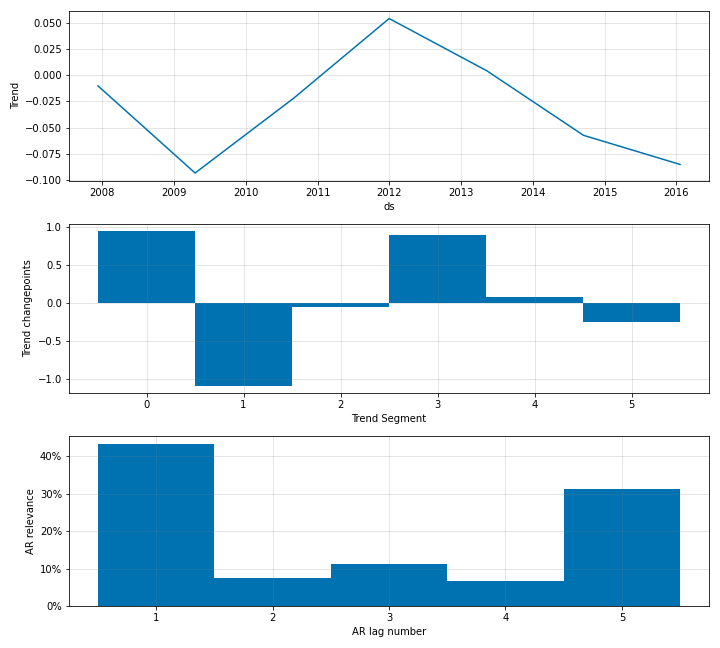 Trend
0.050
0.025
0.000
−0.025
−0.050
−0.075
−0.100
2008 2009 2010 2011 2012 2013 2014 2015 2016
ds
Trend changepoints
1.0
0.5
0.0
−0.5
−1.0
0 1 2 3 4 5
Trend Segment
AR relevance
40%
30%
20%
10%
0%
1 2 3 4 5
AR lag number